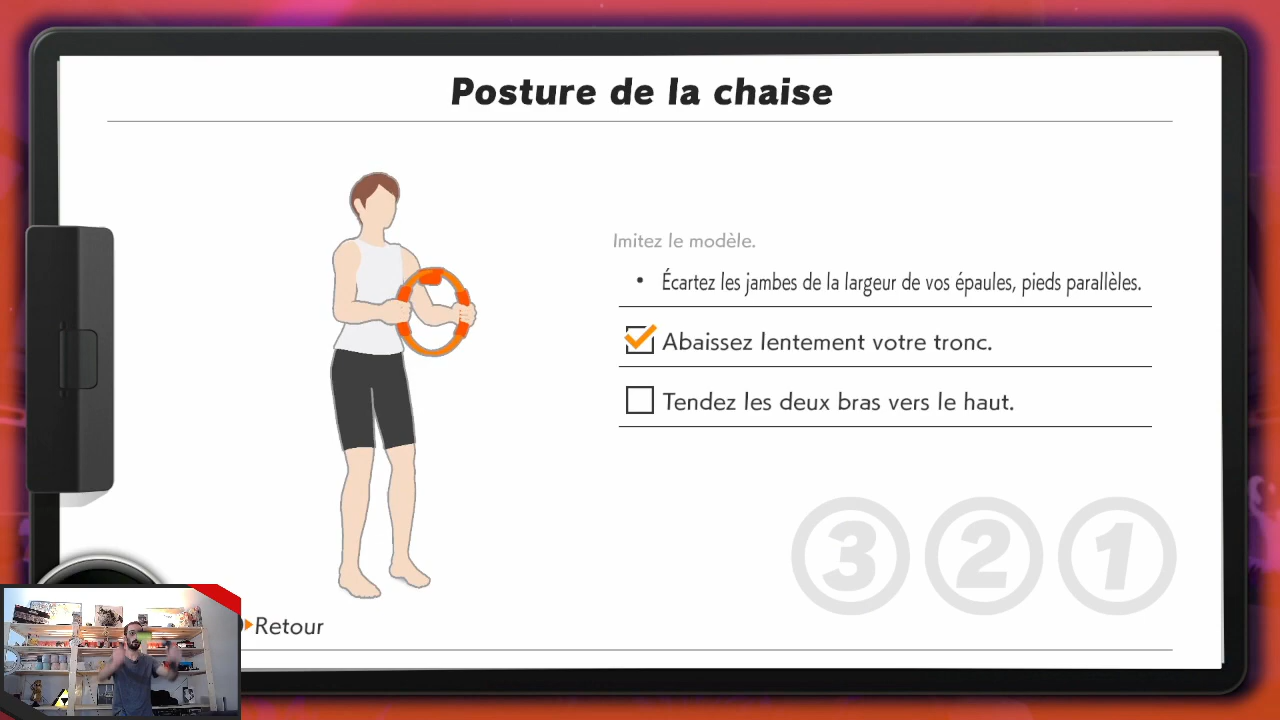 Posture de la chaise
Imitez le modèle.
• Écartez les jambes de la largeur de vos épaules, pieds parallèles.
Abaissez lentement votre tronc.
Tendez les deux bras vers le haut.
3 2 1
Retour